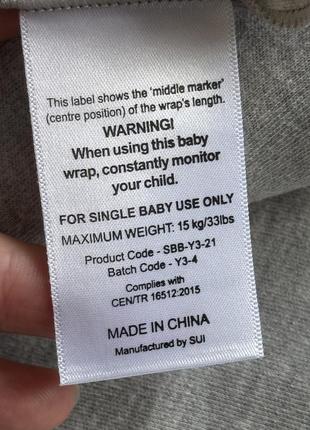 This label shows the 'middle marker'
(centre position) of the wrap's length.
WARNING!
When using this baby
wrap, constantly monitor
your child.
FOR SINGLE BABY USE ONLY
MAXIMUM WEIGHT: 15 kg/33lbs
Product Code - SBB-Y3-21
Batch Code - Y3-4
Complies with
CEN/TR 16512:2015
MADE IN CHINA
Manufactured by SUI